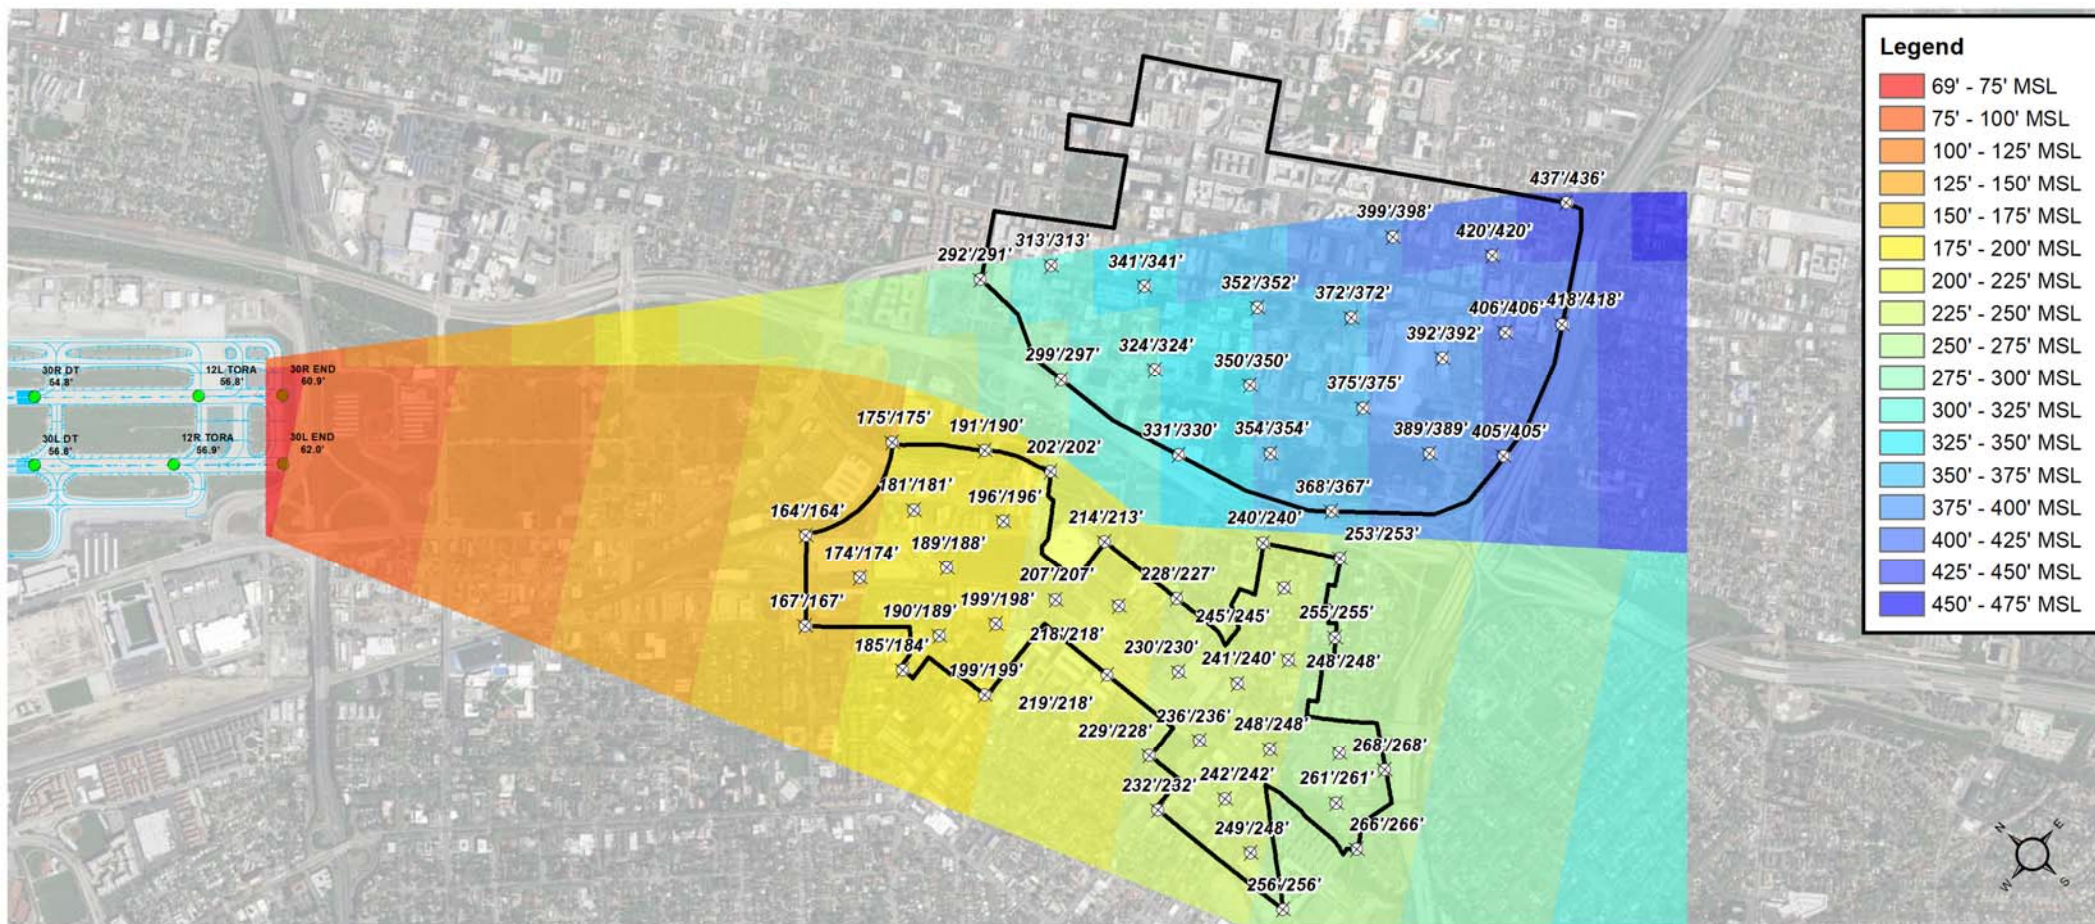 Legend
69' - 75' MSL
75' - 100' MSL
100' - 125' MSL
125' - 150' MSL
150' - 175' MSL
175' - 200' MSL
200' - 225' MSL
225' - 250' MSL
250' - 275' MSL
275' - 300' MSL
300' - 325' MSL
325' - 350' MSL
350' - 375' MSL
375' - 400' MSL
400' - 425' MSL
425' - 450' MSL
450' - 475' MSL
437'/436'
399'/398'
420'/420'
313'/313'
292'/291'
341'/341'
352'/352'
372'/372'
406'/406'
418'/418'
392'/392'
324'/324'
299'/297'
350'/350'
375'/375'
30R DT
54.8'
12L TORA
56.8'
30R END
60.9'
30L DT
56.8'
12R TORA
56.9'
30L END
62.0'
175'/175'
191'/190'
202'/202'
331'/330'
354'/354'
389'/389'
405'/405'
181'/181'
196'/196'
368'/367'
164'/164'
214'/213'
240'/240'
253'/253'
174'/174'
189'/188'
207'/207'
228'/227'
167'/167'
190'/189'
199'/198'
245'/245'
255'/255'
185'/184'
218'/218'
230'/230'
241'/240'
248'/248'
199'/199'
219'/218'
229'/228'
236'/236'
248'/248'
268'/268'
232'/232'
242'/242'
261'/261'
249'/248'
266'/266'
256'/256'
N
E
W
S